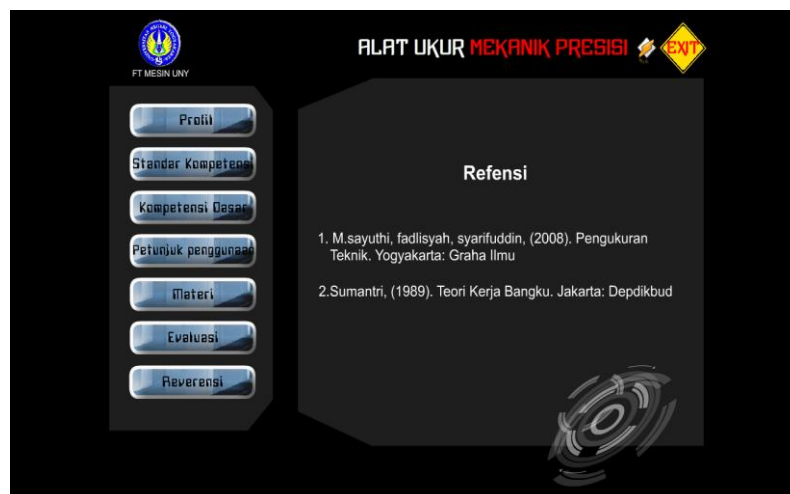 FT MESIN UNY
ALAT UKUR MEKANIK PRESISI
EXIT
Profil
Standar Kompetensi
Kompetensi Dasar
Petunjuk penggunaan
Materi
Evaluasi
Reverensi
Refensi
1. M.sayuthi, fadlisyah, syarifuddin, (2008). Pengukuran
Teknik. Yogyakarta: Graha Ilmu
2.Sumantri, (1989). Teori Kerja Bangku. Jakarta: Depdikbud